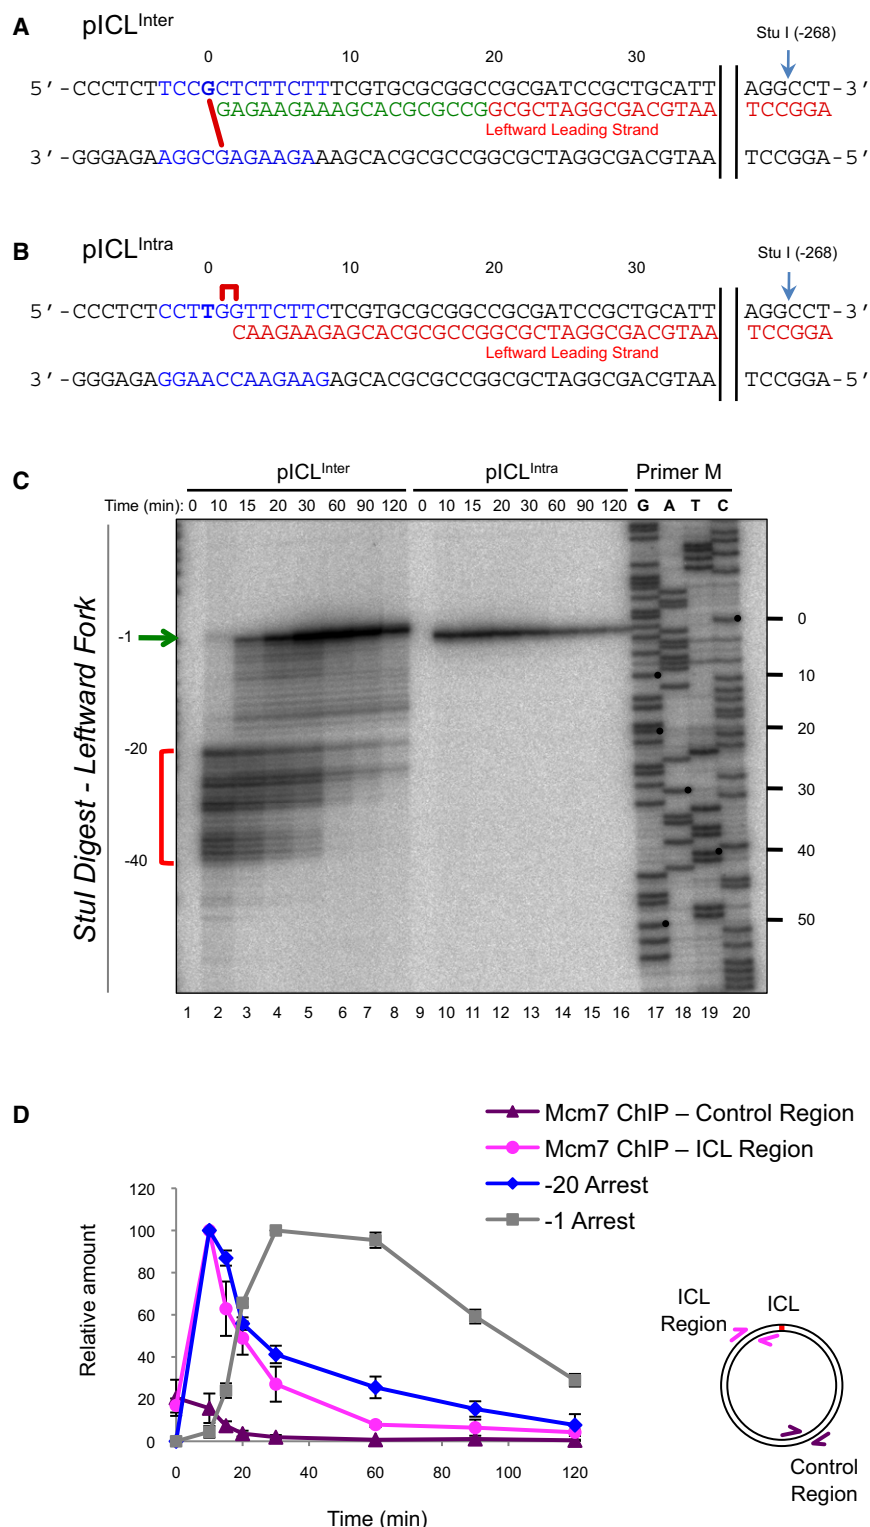 A
pICL^Inter
Stu I (-268)
0 10 20 30
5′-CCCTCTTCCGCTCTTCTTTCGTGCGCGGCCGCGATCCGCTGCATT AGGCCT-3′
GAGAAGAAAGCACGCGCCGGCGCTAGGCGACGTAA TCCGGA
Leftward Leading Strand
3′-GGGAGAAGGCGAGAAGAAAGCACGCGCCGGCGCTAGGCGACGTAA TCCGGA-5′
B
pICL^Intra
Stu I (-268)
0 10 20 30
5′-CCCTCTCCTTGGTTCTTCTCGTGCGCGGCCGCGATCCGCTGCATT AGGCCT-3′
CAAGAAGAGCACGCGCCGGCGCTAGGCGACGTAA TCCGGA
Leftward Leading Strand
3′-GGGAGAGGAACCAAGAAGAGCACGCGCCGGCGCTAGGCGACGTAA TCCGGA-5′
C
pICL^Inter pICL^Intra Primer M
Time (min): 0 10 15 20 30 60 90 120 0 10 15 20 30 60 90 120 G A T C
StuI Digest - Leftward Fork
-1
-20
-40
0
10
20
30
40
50
1 2 3 4 5 6 7 8 9 10 11 12 13 14 15 16 17 18 19 20
D
Mcm7 ChIP – Control Region
Mcm7 ChIP – ICL Region
-20 Arrest
-1 Arrest
Relative amount
120
100
80
60
40
20
0
0 20 40 60 80 100 120
Time (min)
ICL
Region
ICL
Control
Region